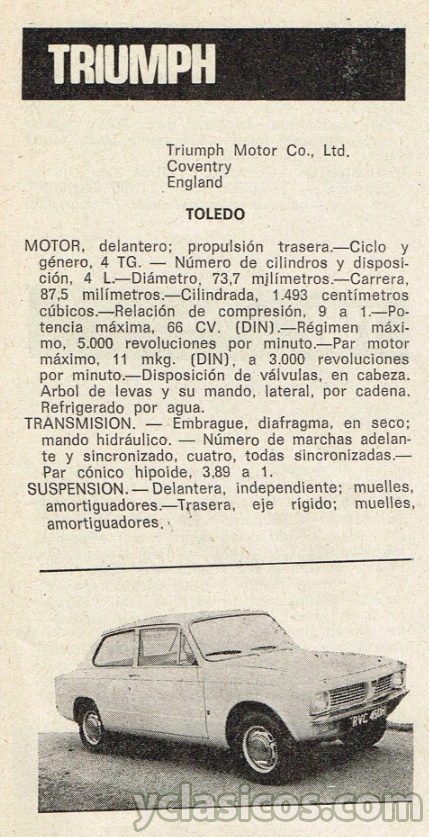 TRIUMPH
Triumph Motor Co., Ltd.
Coventry
England
TOLEDO
MOTOR, delantero; propulsión trasera.—Ciclo y
género, 4 TG. — Número de cilindros y disposi-
ción, 4 L.—Diámetro, 73,7 mjlímetros.—Carrera,
87,5 milímetros.—Cilindrada, 1.493 centímetros
cúbicos.—Relación de compresión, 9 a 1.—Po-
tencia máxima, 66 CV. (DIN).—Régimen máxi-
mo, 5.000 revoluciones por minuto.—Par motor
máximo, 11 mkg. (DIN), a 3.000 revoluciones
por minuto.—Disposición de válvulas, en cabeza.
Arbol de levas y su mando, lateral, por cadena.
Refrigerado por agua.
TRANSMISION. — Embrague, diafragma, en seco;
mando hidráulico. — Número de marchas adelan-
te y sincronizado, cuatro, todas sincronizadas.—
Par cónico hipoide, 3,89 a 1.
SUSPENSION. — Delantera, independiente; muelles,
amortiguadores.—Trasera, eje rígido; muelles,
amortiguadores.
RVC
yclasicos.com